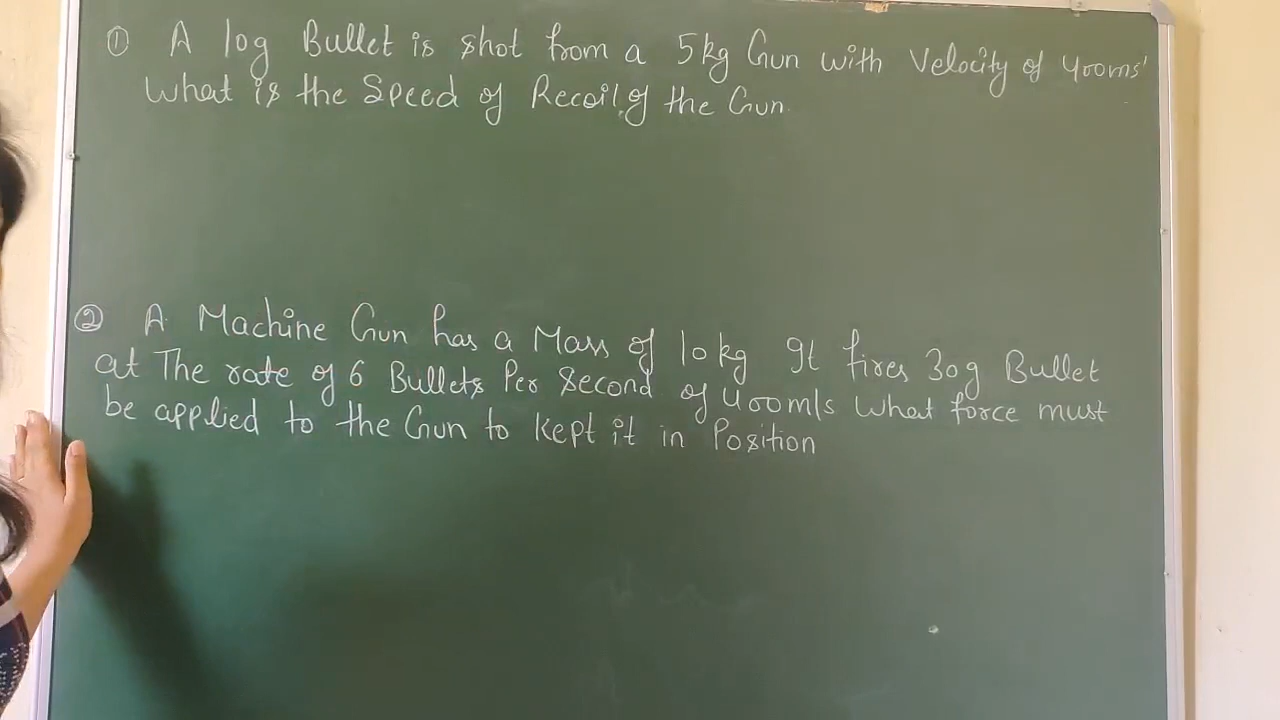 ① A 10g Bullet is shot from a 5kg Gun with Velocity of 400ms'
What is the Speed of Recoil of the Gun.
② A Machine Gun has a Mass of 10kg It fires 30g Bullet
at The rate of 6 Bullets Per Second of 400m/s What force must
be applied to the Gun to kept it in Position